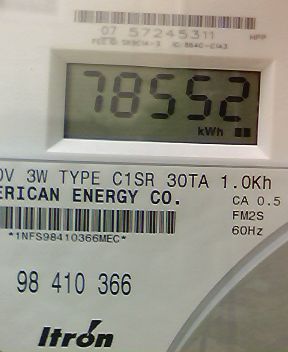 07 57245311
MPP
78552
kWh
0V 3W TYPE C1SR 30TA 1.0Kh
ERICAN ENERGY CO.
CA 0.5
FM2S
60Hz
*1NFS98410366MEC*
98 410 366
Itron